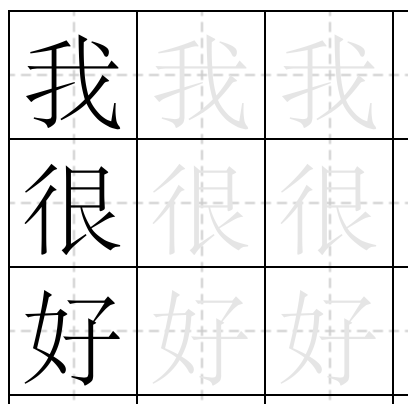 我 我 我
很 很 很
好 好 好